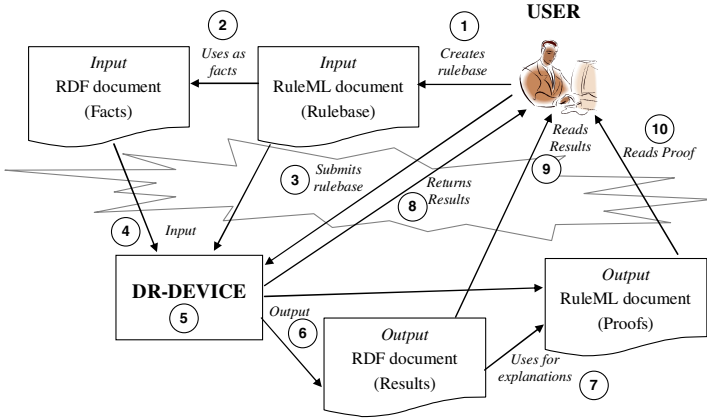 USER
2
1
Input
RDF document
(Facts)
Uses as
facts
Input
RuleML document
(Rulebase)
Creates
rulebase
3
Submits
rulebase
8
Returns
Results
Reads
Results
9
10
Reads Proof
4
Input
DR-DEVICE
5
Output
6
Output
RDF document
(Results)
Uses for
explanations
7
Output
RuleML document
(Proofs)